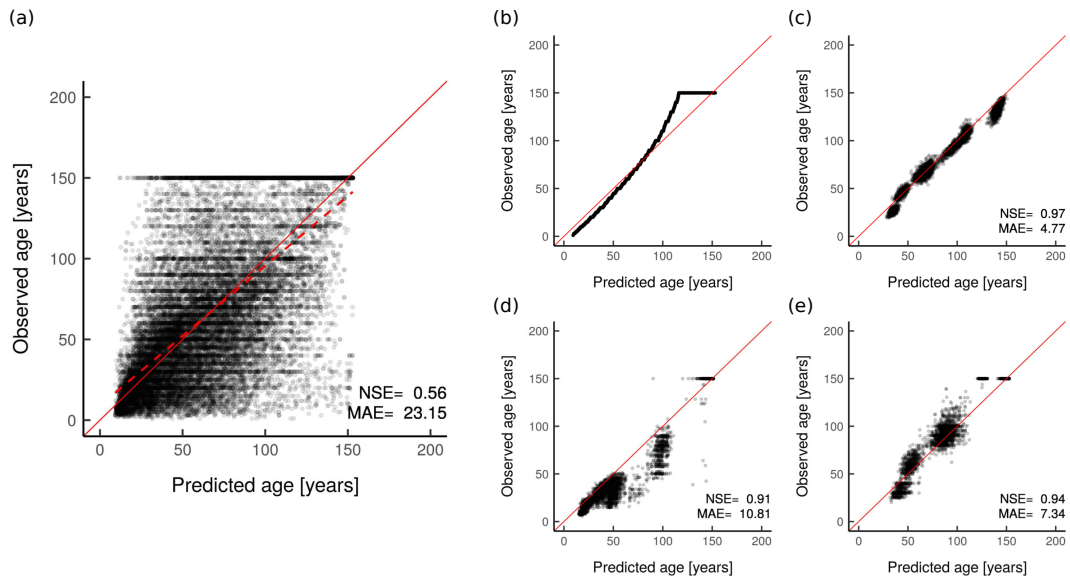 (a)
200
150
100
50
0
Observed age [years]
NSE= 0.56
MAE= 23.15
0 50 100 150 200
Predicted age [years]
(b)
200
150
100
50
0
Observed age [years]
0 50 100 150 200
Predicted age [years]
(c)
200
150
100
50
0
Observed age [years]
NSE= 0.97
MAE= 4.77
0 50 100 150 200
Predicted age [years]
(d)
200
150
100
50
0
Observed age [years]
NSE= 0.91
MAE= 10.81
0 50 100 150 200
Predicted age [years]
(e)
200
150
100
50
0
Observed age [years]
NSE= 0.94
MAE= 7.34
0 50 100 150 200
Predicted age [years]